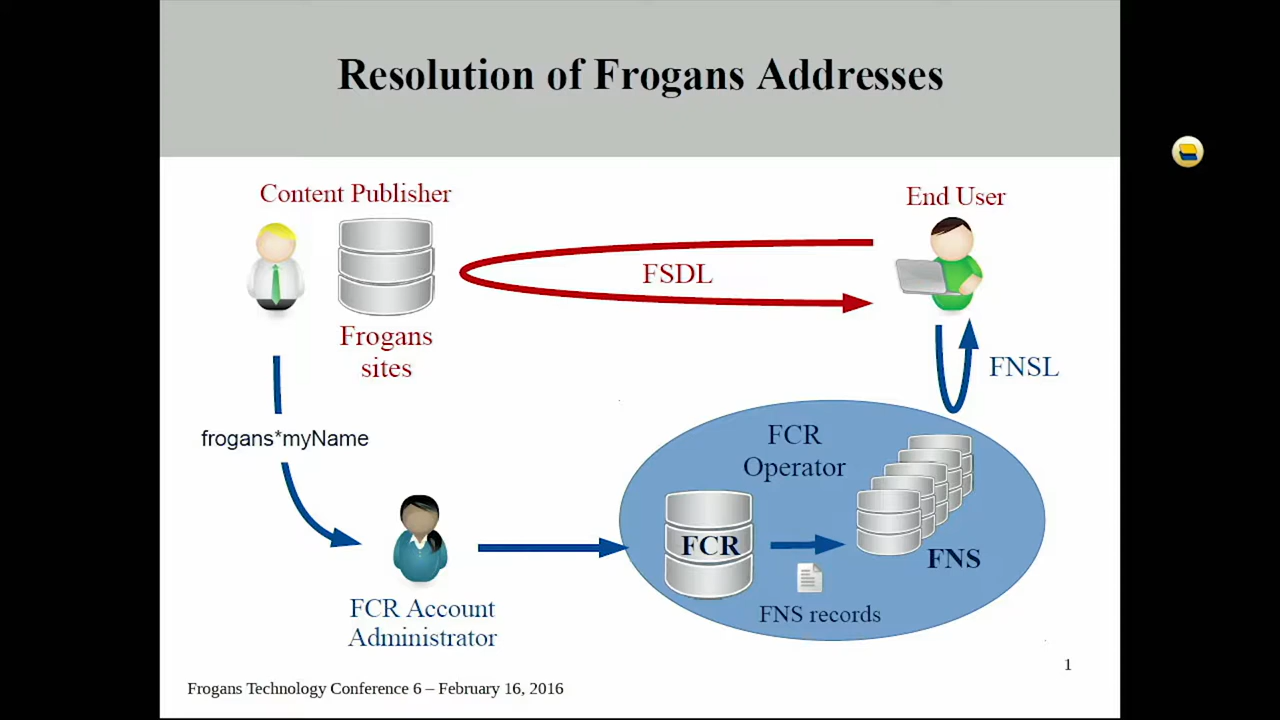 Resolution of Frogans Addresses
Content Publisher
End User
FSDL
Frogans
sites
FNSL
frogans*myName
FCR
Operator
FCR
FNS
FNS records
FCR Account
Administrator
1
Frogans Technology Conference 6 – February 16, 2016